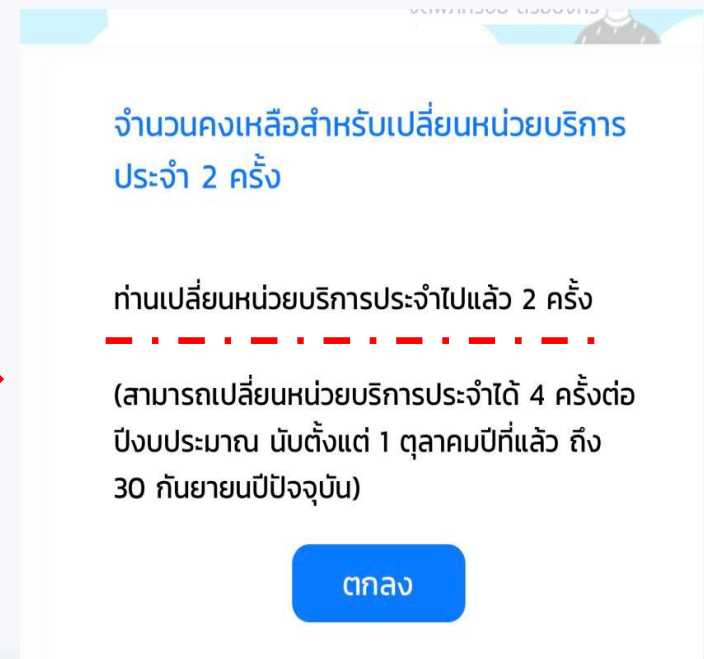 จำนวนคงเหลือสำหรับเปลี่ยนหน่วยบริการ
ประจำ 2 ครั้ง
ท่านเปลี่ยนหน่วยบริการประจำไปแล้ว 2 ครั้ง
(สามารถเปลี่ยนหน่วยบริการประจำได้ 4 ครั้งต่อ
ปีงบประมาณ นับตั้งแต่ 1 ตุลาคมปีที่แล้ว ถึง
30 กันยายนปีปัจจุบัน)
ตกลง